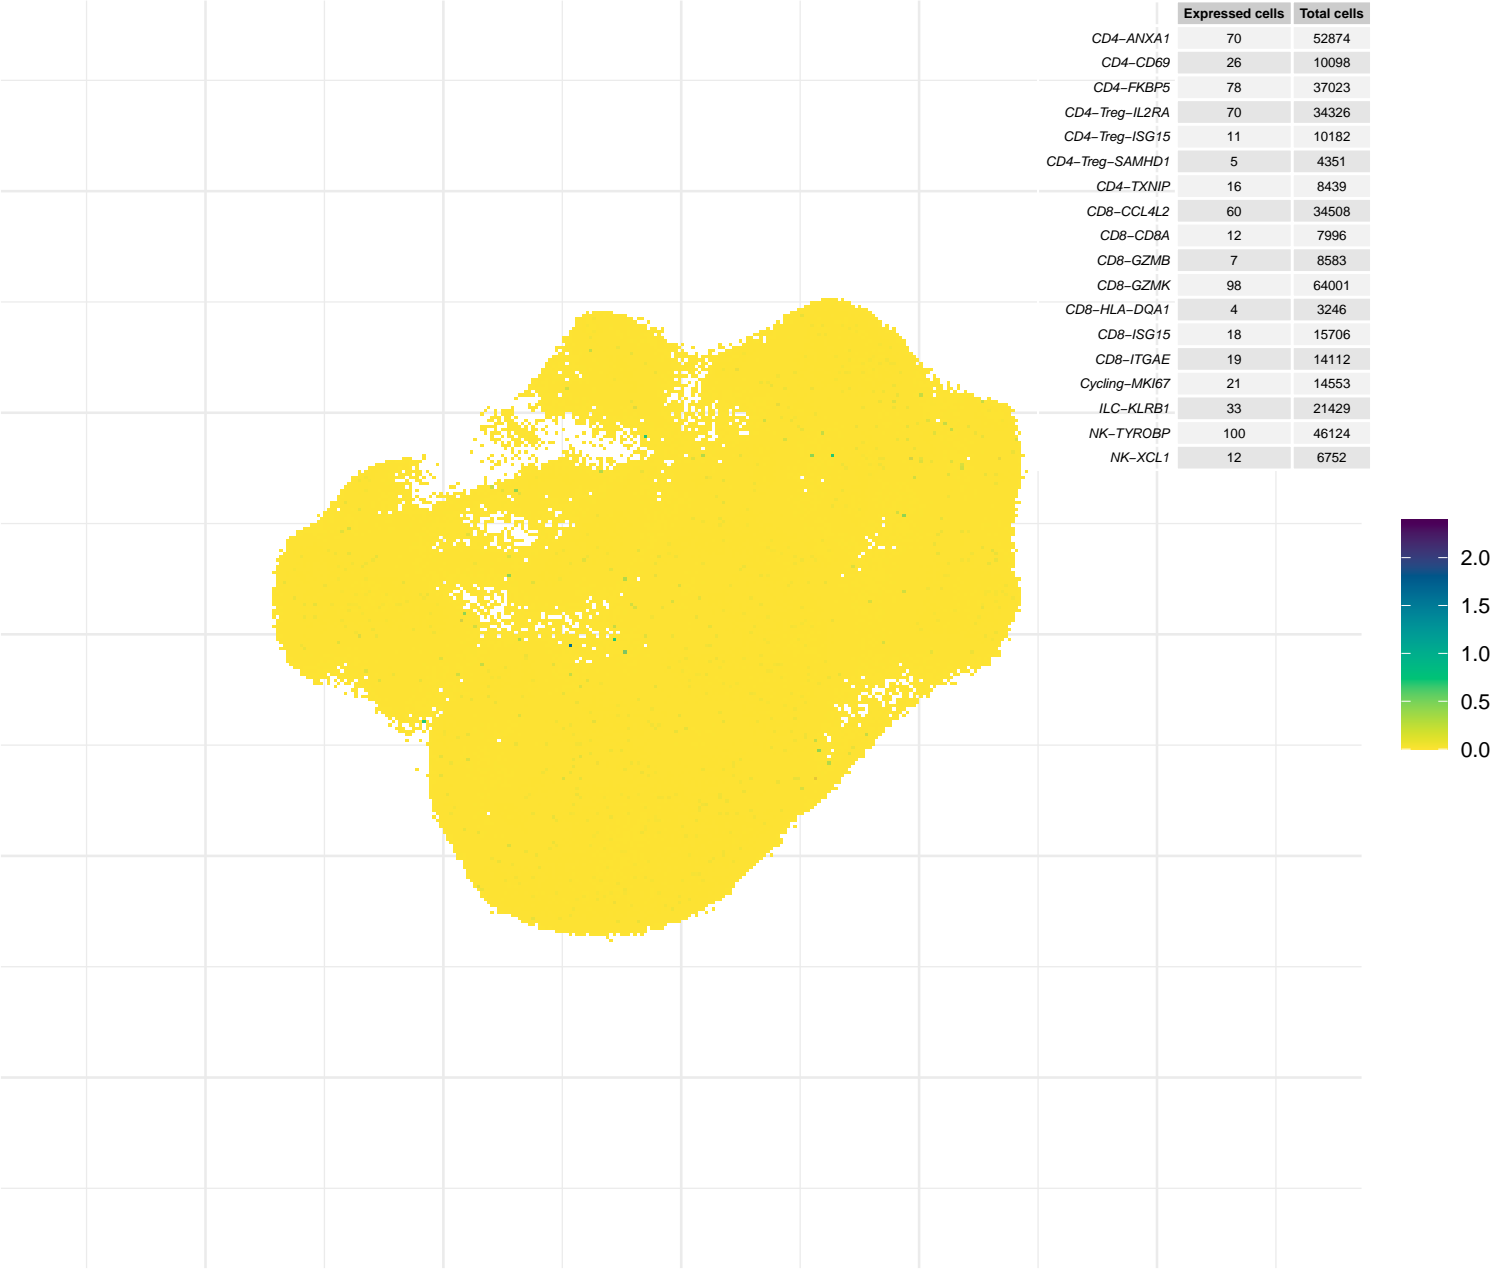 Expressed cells Total cells
CD4−ANXA1 70 52874
CD4−CD69 26 10098
CD4−FKBP5 78 37023
CD4−Treg−IL2RA 70 34326
CD4−Treg−ISG15 11 10182
CD4−Treg−SAMHD1 5 4351
CD4−TXNIP 16 8439
CD8−CCL4L2 60 34508
CD8−CD8A 12 7996
CD8−GZMB 7 8583
CD8−GZMK 98 64001
CD8−HLA−DQA1 4 3246
CD8−ISG15 18 15706
CD8−ITGAE 19 14112
Cycling−MKI67 21 14553
ILC−KLRB1 33 21429
NK−TYROBP 100 46124
NK−XCL1 12 6752
2.0
1.5
1.0
0.5
0.0